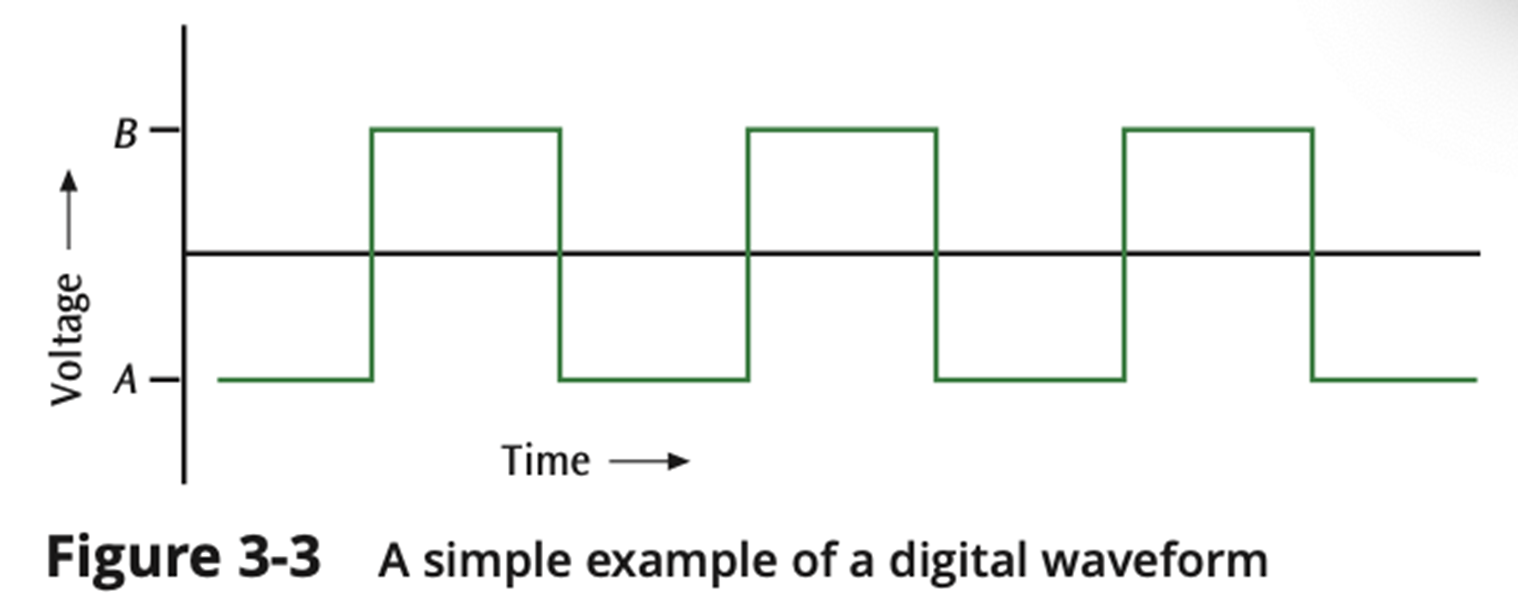 B
Voltage
A
Time
Figure 3-3 A simple example of a digital waveform